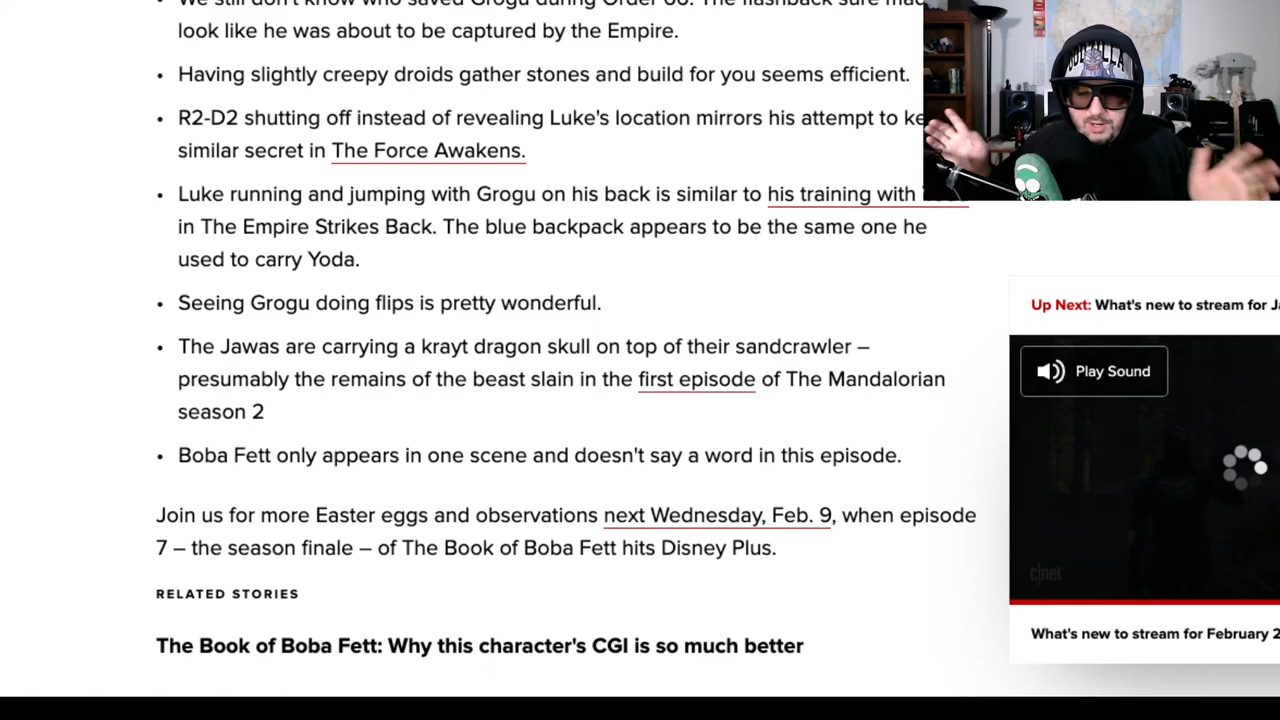 look like he was about to be captured by the Empire.
• Having slightly creepy droids gather stones and build for you seems efficient.
• R2-D2 shutting off instead of revealing Luke's location mirrors his attempt to
similar secret in The Force Awakens.
• Luke running and jumping with Grogu on his back is similar to his training with
in The Empire Strikes Back. The blue backpack appears to be the same one he
used to carry Yoda.
• Seeing Grogu doing flips is pretty wonderful.
• The Jawas are carrying a krayt dragon skull on top of their sandcrawler –
presumably the remains of the beast slain in the first episode of The Mandalorian
season 2
• Boba Fett only appears in one scene and doesn't say a word in this episode.
Join us for more Easter eggs and observations next Wednesday, Feb. 9, when episode
7 – the season finale – of The Book of Boba Fett hits Disney Plus.
RELATED STORIES
The Book of Boba Fett: Why this character's CGI is so much better
Up Next: What's new to stream for
Play Sound
c|net
What's new to stream for February